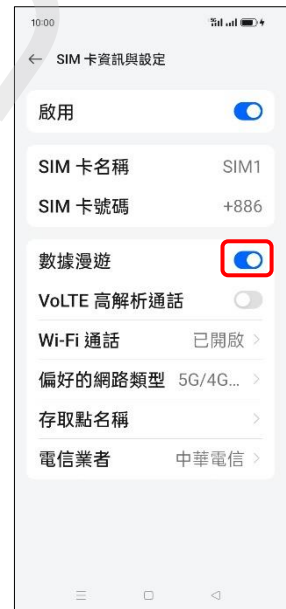 10:00
← SIM 卡資訊與設定
啟用
SIM 卡名稱 SIM1
SIM 卡號碼 +886
數據漫遊
VoLTE 高解析通話
Wi-Fi 通話 已開啟 >
偏好的網路類型 5G/4G... >
存取點名稱 >
電信業者 中華電信 >